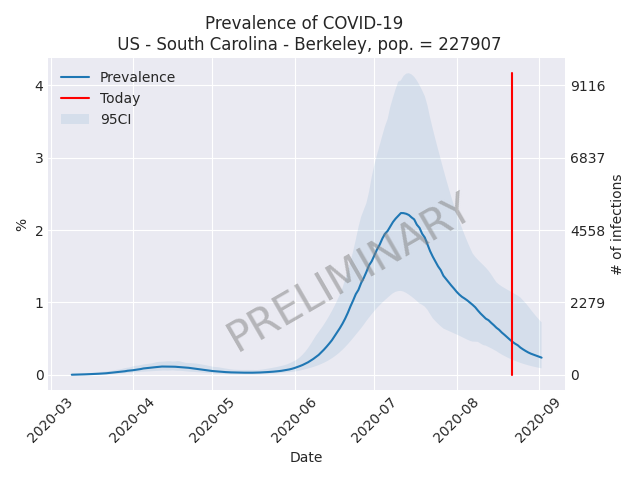 Prevalence of COVID-19
US - South Carolina - Berkeley, pop. = 227907
Prevalence
Today
95CI
PRELIMINARY
%
4
3
2
1
0
9116
6837
4558
2279
0
# of infections
2020-03
2020-04
2020-05
2020-06
2020-07
2020-08
2020-09
Date